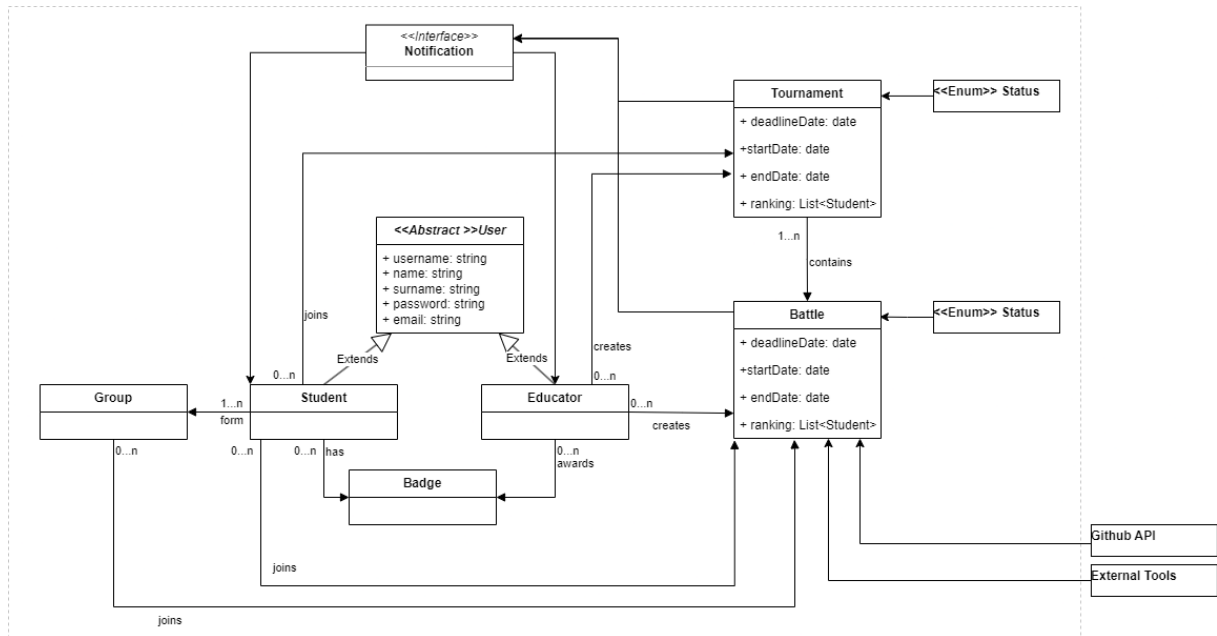 <<Interface>>
Notification
Tournament
+ deadlineDate: date
+startDate: date
+ endDate: date
+ ranking: List<Student>
<<Enum>> Status
<<Abstract >>User
+ username: string
+ name: string
+ surname: string
+ password: string
+ email: string
1...n
contains
joins
Battle
+ deadlineDate: date
+startDate: date
+ endDate: date
+ ranking: List<Student>
<<Enum>> Status
Extends
Extends
creates
0...n
0...n
Group
1...n
form
Student
Educator
0...n
creates
0...n
0...n
0...n
has
0...n
awards
Badge
Github API
External Tools
joins
joins